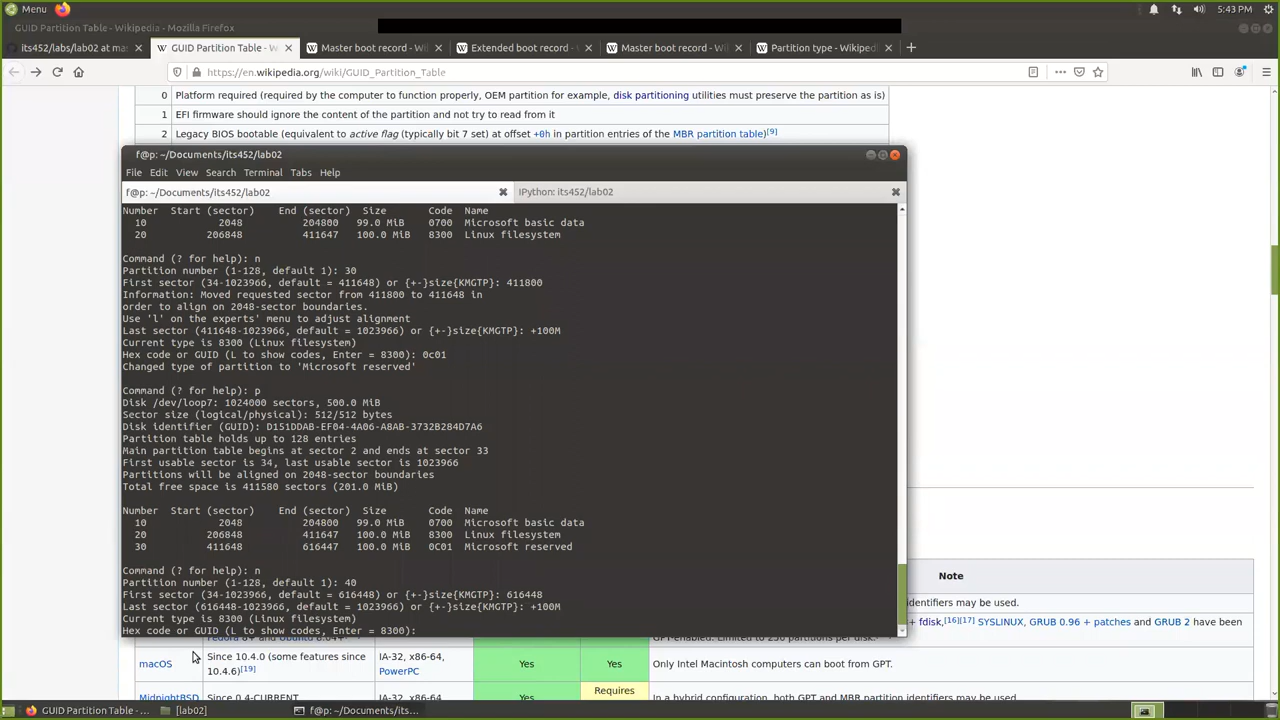 Menu
5:43 PM
GUID Partition Table - Wikipedia - Mozilla Firefox
its452/labs/lab02 at mas
GUID Partition Table - W
Master boot record - Wi
Extended boot record -
Master boot record - Wi
Partition type - Wikiped
https://en.wikipedia.org/wiki/GUID_Partition_Table
0 Platform required (required by the computer to function properly, OEM partition for example, disk partitioning utilities must preserve the partition as is)
1 EFI firmware should ignore the content of the partition and not try to read from it
2 Legacy BIOS bootable (equivalent to active flag (typically bit 7 set) at offset +0h in partition entries of the MBR partition table)[9]
f@p: ~/Documents/its452/lab02
File Edit View Search Terminal Tabs Help
f@p: ~/Documents/its452/lab02
IPython: its452/lab02
Number Start (sector) End (sector) Size Code Name
10 2048 204800 99.0 MiB 0700 Microsoft basic data
20 206848 411647 100.0 MiB 8300 Linux filesystem
Command (? for help): n
Partition number (1-128, default 1): 30
First sector (34-1023966, default = 411648) or {+-}size{KMGTP}: 411800
Information: Moved requested sector from 411800 to 411648 in
order to align on 2048-sector boundaries.
Use 'l' on the experts' menu to adjust alignment
Last sector (411648-1023966, default = 1023966) or {+-}size{KMGTP}: +100M
Current type is 8300 (Linux filesystem)
Hex code or GUID (L to show codes, Enter = 8300): 0c01
Changed type of partition to 'Microsoft reserved'
Command (? for help): p
Disk /dev/loop7: 1024000 sectors, 500.0 MiB
Sector size (logical/physical): 512/512 bytes
Disk identifier (GUID): D151DDAB-EF04-4A06-A8AB-3732B284D7A6
Partition table holds up to 128 entries
Main partition table begins at sector 2 and ends at sector 33
First usable sector is 34, last usable sector is 1023966
Partitions will be aligned on 2048-sector boundaries
Total free space is 411580 sectors (201.0 MiB)
Number Start (sector) End (sector) Size Code Name
10 2048 204800 99.0 MiB 0700 Microsoft basic data
20 206848 411647 100.0 MiB 8300 Linux filesystem
30 411648 616447 100.0 MiB 0C01 Microsoft reserved
Command (? for help): n
Partition number (1-128, default 1): 40
First sector (34-1023966, default = 616448) or {+-}size{KMGTP}: 616448
Last sector (616448-1023966, default = 1023966) or {+-}size{KMGTP}: +100M
Current type is 8300 (Linux filesystem)
Hex code or GUID (L to show codes, Enter = 8300):
Note
identifiers may be used.
+ fdisk,[16][17] SYSLINUX, GRUB 0.96 + patches and GRUB 2 have been
macOS
Since 10.4.0 (some features since 10.4.6)[19]
IA-32, x86-64, PowerPC
Yes
Yes
Only Intel Macintosh computers can boot from GPT.
MidnightBSD
Since 0.4-CURRENT
IA-32, x86-64
Yes
Requires
In a hybrid configuration, both GPT and MBR partition identifiers may be used.
GUID Partition Table - ...
[lab02]
f@p: ~/Documents/its...